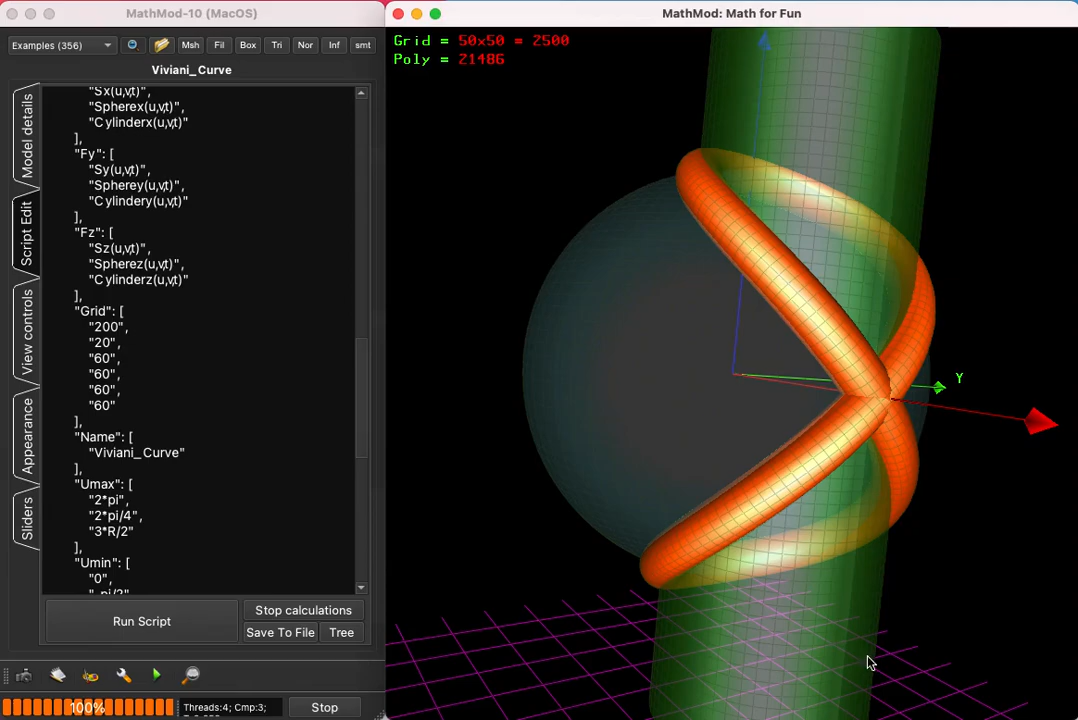 MathMod-10 (MacOS)
Examples (356)
Msh
Fil
Box
Tri
Nor
Inf
smt
Viviani_Curve
Model details
Script Edit
View controls
Appearance
Sliders
"Sx(u,v,t)",
"Spherex(u,v,t)",
"Cylinderx(u,v,t)"
],
"Fy": [
"Sy(u,v,t)",
"Spherey(u,v,t)",
"Cylindery(u,v,t)"
],
"Fz": [
"Sz(u,v,t)",
"Spherez(u,v,t)",
"Cylinderz(u,v,t)"
],
"Grid": [
"200",
"20",
"60",
"60",
"60",
"60"
],
"Name": [
"Viviani_Curve"
],
"Umax": [
"2*pi",
"2*pi/4",
"3*R/2"
],
"Umin": [
"0",
Run Script
Stop calculations
Save To File
Tree
100%
Threads:4; Cmp:3;
Stop
MathMod: Math for Fun
Grid = 50x50 = 2500
Poly = 21486
Y